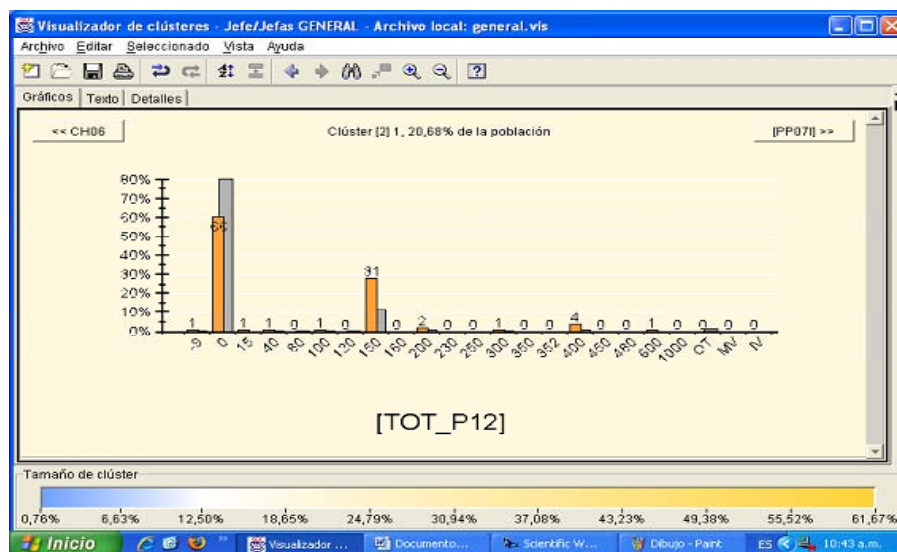 Visualizador de clústeres - Jefe/Jefas GENERAL - Archivo local: general.vis
Archivo Editar Seleccionado Vista Ayuda
Gráficos Texto Detalles
<< CH06 Clúster [2] 1, 20,68% de la población [PP07I] >>
80%
70%
60%
50%
40%
30%
20%
10%
0%
1 66 1 1 0 1 0 31 0 2 0 0 1 0 0 4 0 0 1 0 0 0 0
-9 0 15 40 80 100 120 150 160 200 230 250 300 350 352 400 450 480 600 1000 OT MV IV
[TOT_P12]
Tamaño de clúster
0,76% 6,63% 12,50% 18,65% 24,79% 30,94% 37,08% 43,23% 49,38% 55,52% 61,67%
Inicio Visualizador ... Documento... Scientific W... Dibujo - Paint ES 10:43 a.m.